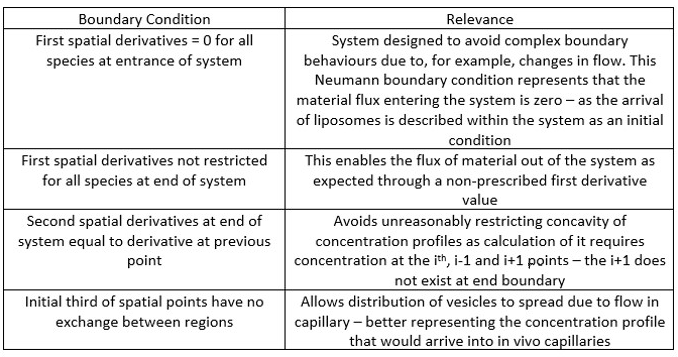 Boundary Condition
Relevance
First spatial derivatives = 0 for all
species at entrance of system
System designed to avoid complex boundary
behaviours due to, for example, changes in flow. This
Neumann boundary condition represents that the
material flux entering the system is zero – as the arrival
of liposomes is described within the system as an initial
condition
First spatial derivatives not restricted
for all species at end of system
This enables the flux of material out of the system as
expected through a non-prescribed first derivative
value
Second spatial derivatives at end of
system equal to derivative at previous
point
Avoids unreasonably restricting concavity of
concentration profiles as calculation of it requires
concentration at the iᵗʰ, i-1 and i+1 points – the i+1 does
not exist at end boundary
Initial third of spatial points have no
exchange between regions
Allows distribution of vesicles to spread due to flow in
capillary – better representing the concentration profile
that would arrive into in vivo capillaries